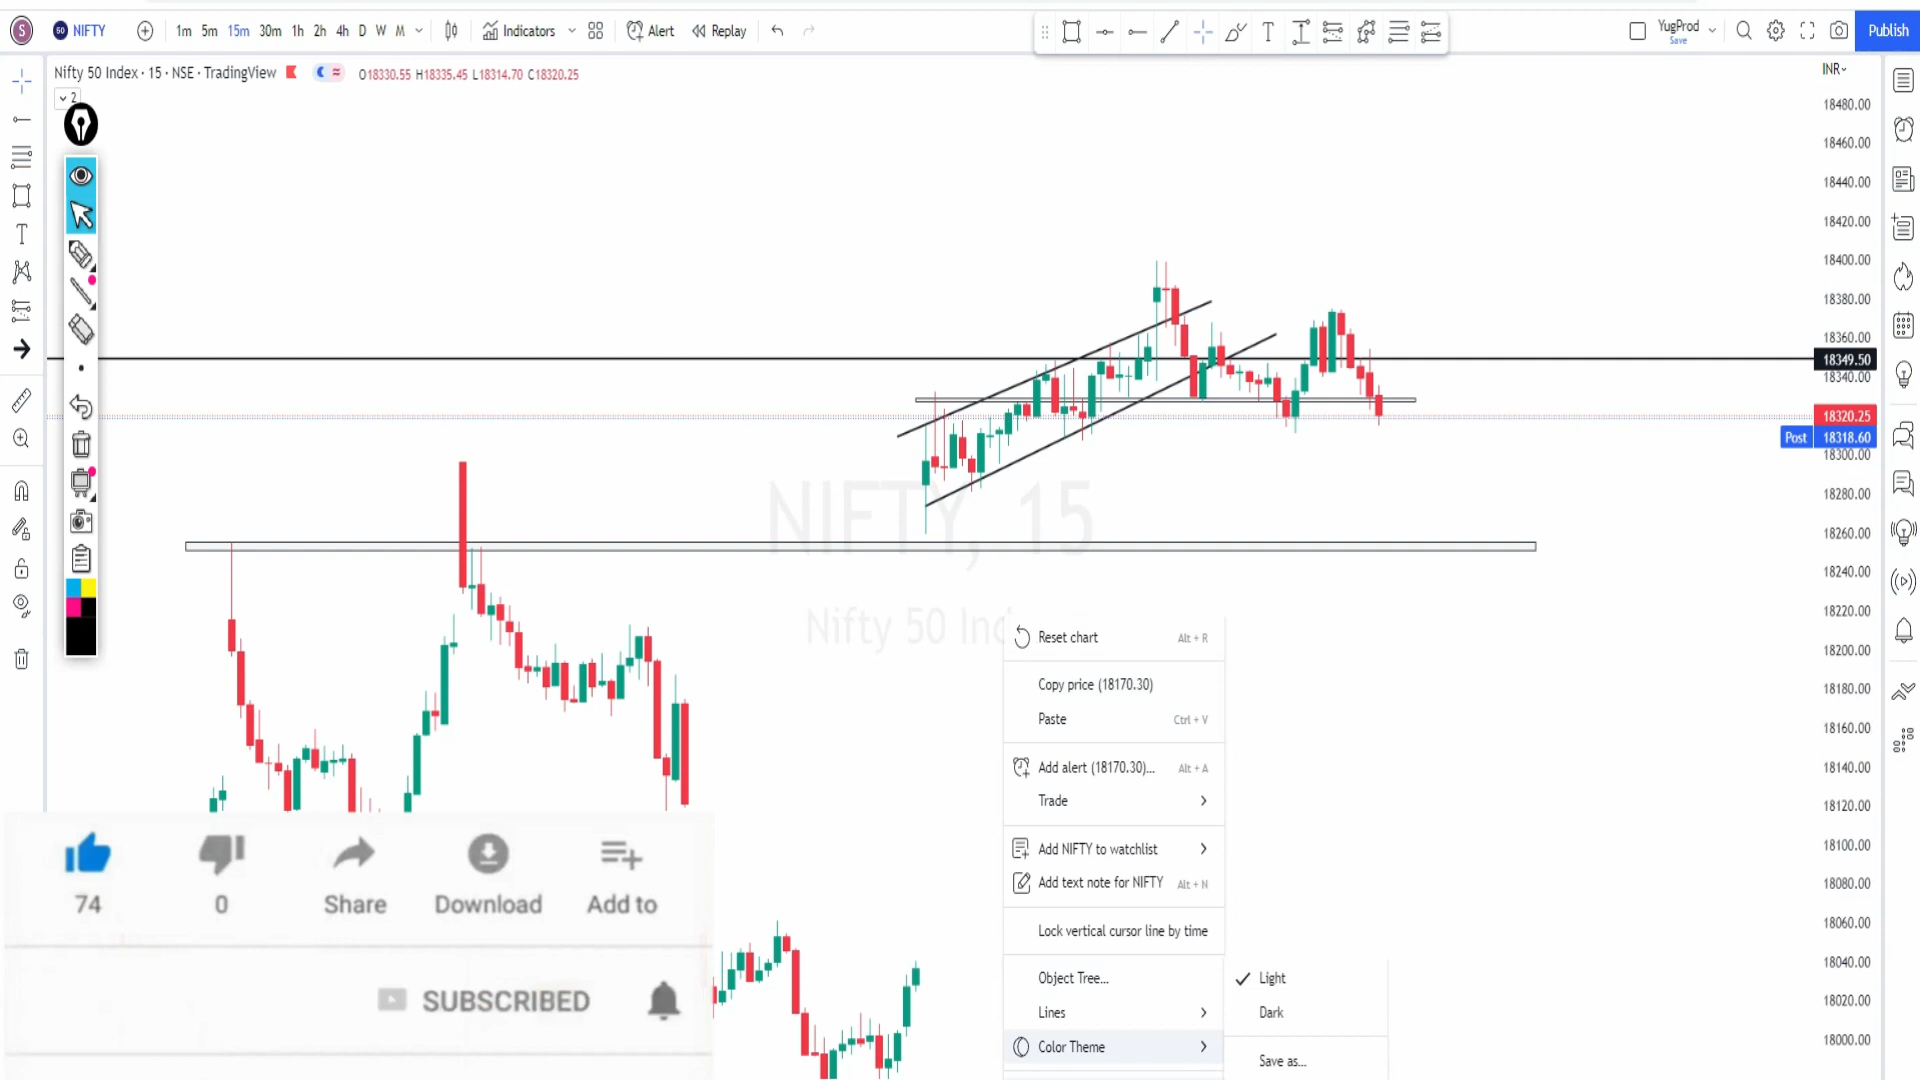 S
50 NIFTY
1m 5m 15m 30m 1h 2h 4h D W M
Indicators
Alert
Replay
YugProd
Save
Publish
Nifty 50 Index · 15 · NSE · TradingView
O18330.55 H18335.45 L18314.70 C18320.25
2
INR
18480.00
18460.00
18440.00
18420.00
18400.00
18380.00
18360.00
18349.50
18340.00
18320.25
Post 18318.60
18300.00
18280.00
18260.00
18240.00
18220.00
18200.00
18180.00
18160.00
18140.00
18120.00
18100.00
18080.00
18060.00
18040.00
18020.00
18000.00
NIFTY, 15
Nifty 50 Ind
Reset chart Alt + R
Copy price (18170.30)
Paste Ctrl + V
Add alert (18170.30)... Alt + A
Trade
Add NIFTY to watchlist
Add text note for NIFTY Alt + N
Lock vertical cursor line by time
Object Tree...
Lines
Color Theme
Light
Dark
Save as...
74 0 Share Download Add to
SUBSCRIBED